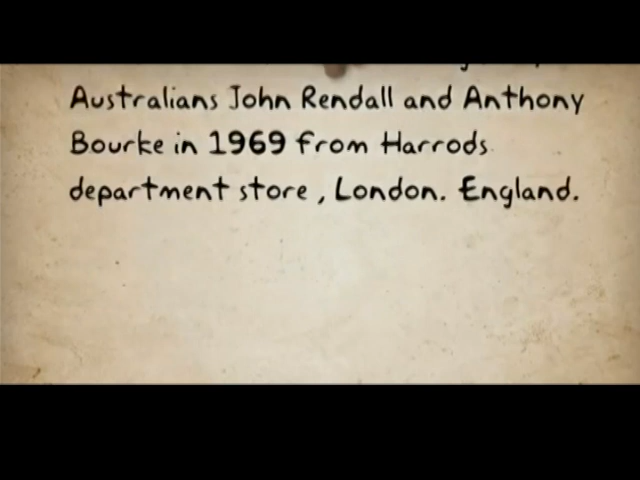 Australians John Rendall and Anthony
Bourke in 1969 from Harrods
department store , London. England.